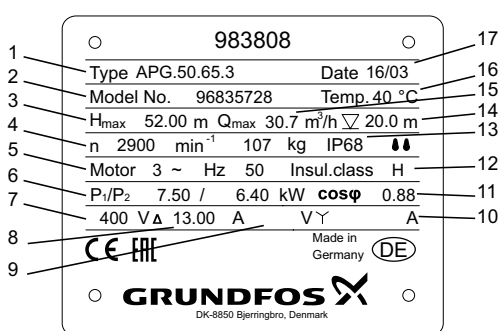 983808
1 Type APG.50.65.3 Date 16/03 17
2 Model No. 96835728 Temp. 40 °C 16
3 Hmax 52.00 m Qmax 30.7 m³/h 20.0 m 15 14
4 n 2900 min⁻¹ 107 kg IP68 13
5 Motor 3 ~ Hz 50 Insul.class H 12
6 P₁/P₂ 7.50 / 6.40 kW cosφ 0.88 11
7 400 V Δ 13.00 A V Y A 10
8
9
CE EAC
Made in
Germany
DE
GRUNDFOS
DK-8850 Bjerringbro, Denmark